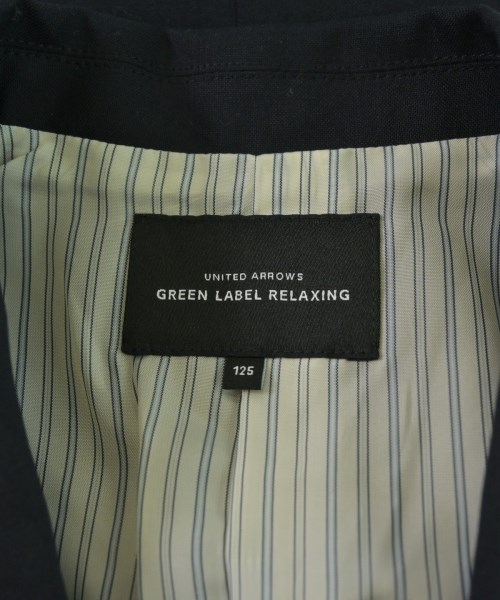 UNITED ARROWS
GREEN LABEL RELAXING
125